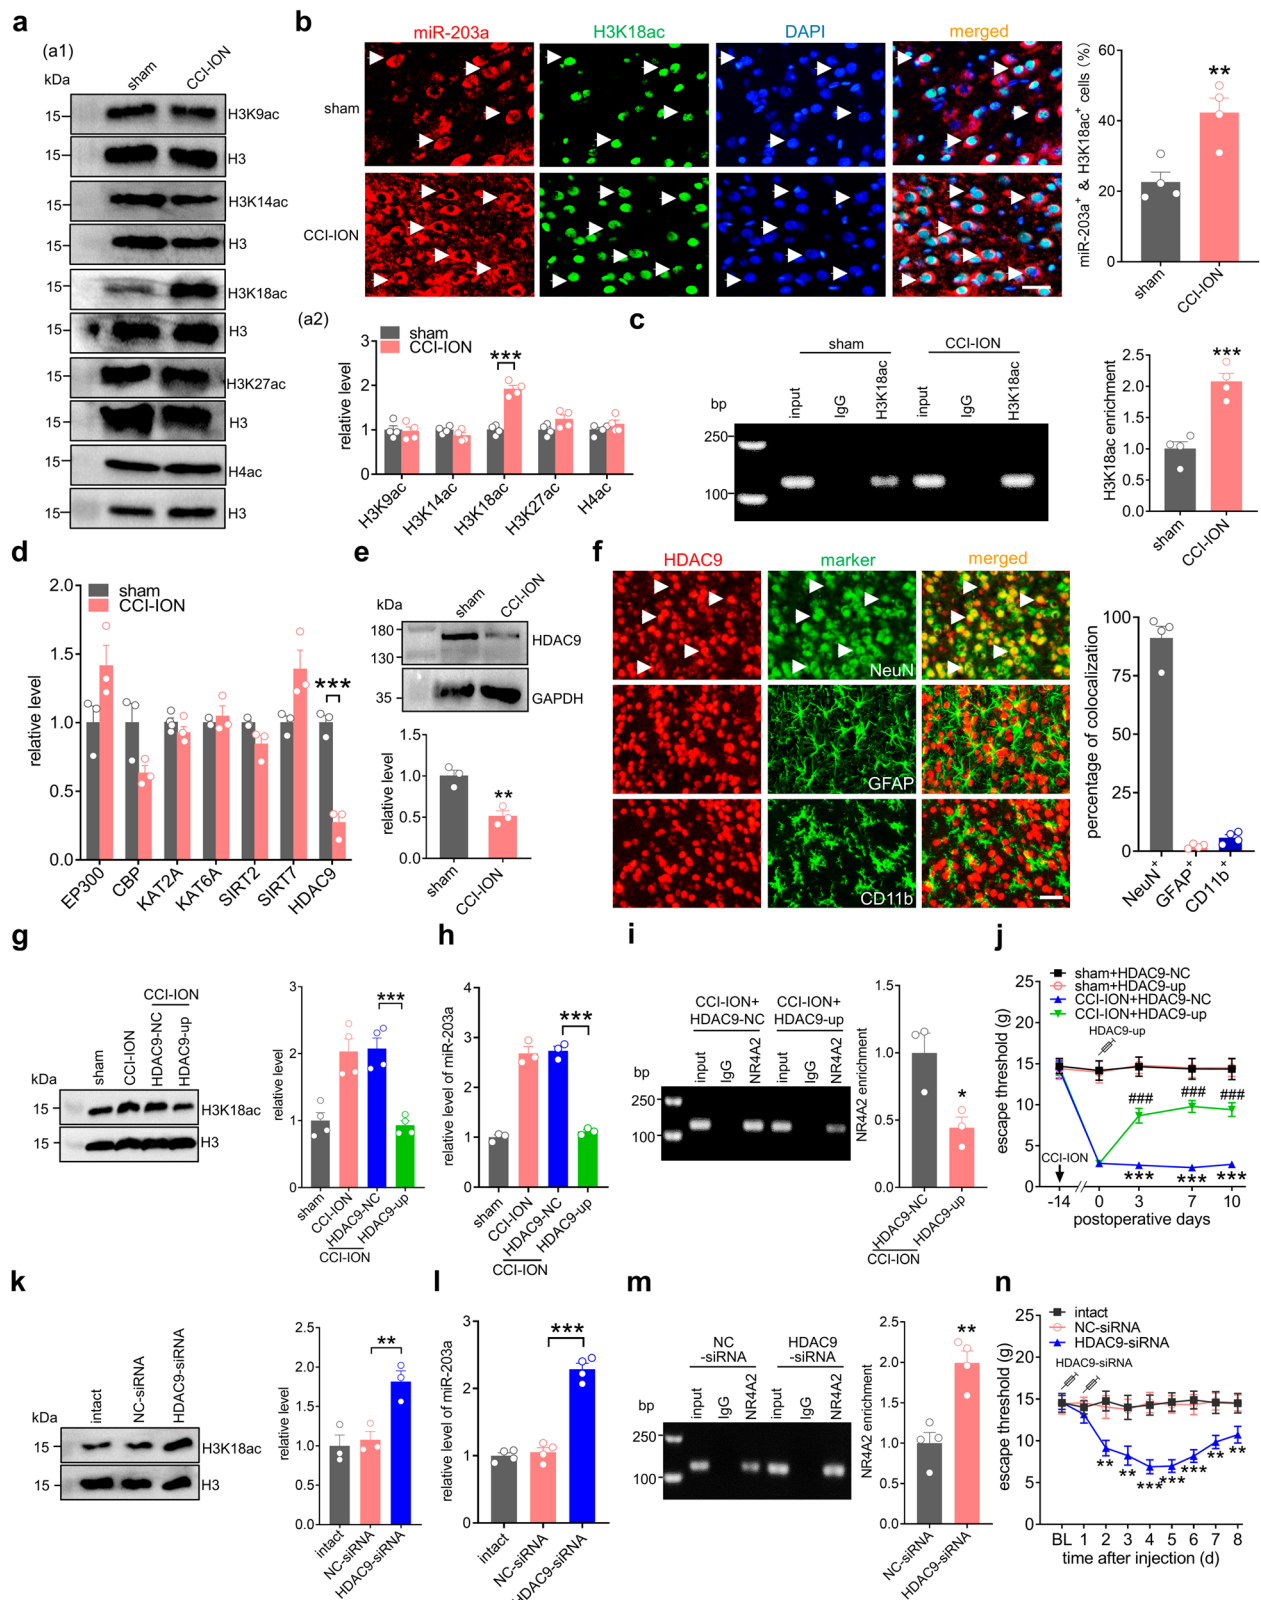 a
(a1)
kDa
sham
CCI-ION
15
H3K9ac
15
H3
15
H3K14ac
15
H3
15
H3K18ac
15
H3
15
H3K27ac
15
H3
15
H4ac
15
H3
b
miR-203a
H3K18ac
DAPI
merged
sham
CCI-ION
miR-203a+ & H3K18ac+ cells (%)
60
40
20
0
**
sham
CCI-ION
(a2)
sham
CCI-ION
relative level
3
2
1
0
***
H3K9ac
H3K14ac
H3K18ac
H3K27ac
H4ac
c
sham
CCI-ION
bp
input
IgG
H3K18ac
input
IgG
H3K18ac
250
100
H3K18ac enrichment
2.5
2.0
1.5
1.0
0.5
0.0
***
sham
CCI-ION
d
sham
CCI-ION
relative level
2.0
1.5
1.0
0.5
0.0
***
EP300
CBP
KAT2A
KAT6A
SIRT2
SIRT7
HDAC9
e
kDa
sham
CCI-ION
180
HDAC9
130
35
GAPDH
relative level
1.5
1.0
0.5
0.0
**
sham
CCI-ION
f
HDAC9
marker
merged
NeuN
GFAP
CD11b
percentage of colocalization
100
75
50
25
0
NeuN+
GFAP+
CD11b+
g
CCI-ION
kDa
sham
CCI-ION
HDAC9-NC
HDAC9-up
15
H3K18ac
15
H3
relative level
3
2
1
0
***
sham
CCI-ION
HDAC9-NC
HDAC9-up
CCI-ION
h
relative level of miR-203a
4
3
2
1
0
***
sham
CCI-ION
HDAC9-NC
HDAC9-up
CCI-ION
i
CCI-ION+
HDAC9-NC
CCI-ION+
HDAC9-up
bp
input
IgG
NR4A2
input
IgG
NR4A2
250
100
NR4A2 enrichment
1.5
1.0
0.5
0.0
*
HDAC9-NC
HDAC9-up
CCI-ION
j
sham+HDAC9-NC
sham+HDAC9-up
CCI-ION+HDAC9-NC
CCI-ION+HDAC9-up
escape threshold (g)
25
20
15
10
5
0
HDAC9-up
CCI-ION
### ### ###
*** *** ***
-14 0 3 7 10
postoperative days
k
kDa
intact
NC-siRNA
HDAC9-siRNA
15
H3K18ac
15
H3
relative level
2.5
2.0
1.5
1.0
0.5
0.0
**
intact
NC-siRNA
HDAC9-siRNA
l
relative level of miR-203a
3
2
1
0
***
intact
NC-siRNA
HDAC9-siRNA
m
NC
-siRNA
HDAC9
-siRNA
bp
input
IgG
NR4A2
input
IgG
NR4A2
250
100
NR4A2 enrichment
2.5
2.0
1.5
1.0
0.5
0.0
**
NC-siRNA
HDAC9-siRNA
n
intact
NC-siRNA
HDAC9-siRNA
escape threshold (g)
25
20
15
10
5
0
HDAC9-siRNA
** ** *** *** *** ** **
BL 1 2 3 4 5 6 7 8
time after injection (d)